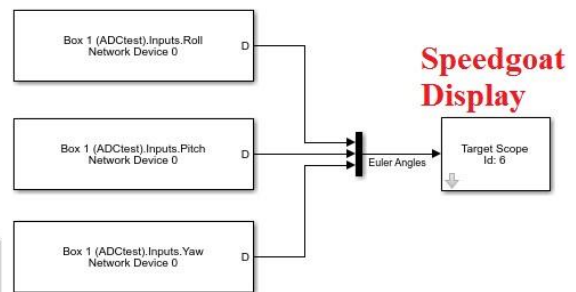 Box 1 (ADCtest).Inputs.Roll
Network Device 0
D
Speedgoat
Display
Box 1 (ADCtest).Inputs.Pitch
Network Device 0
D
Euler Angles
Target Scope
Id: 6
Box 1 (ADCtest).Inputs.Yaw
Network Device 0
D